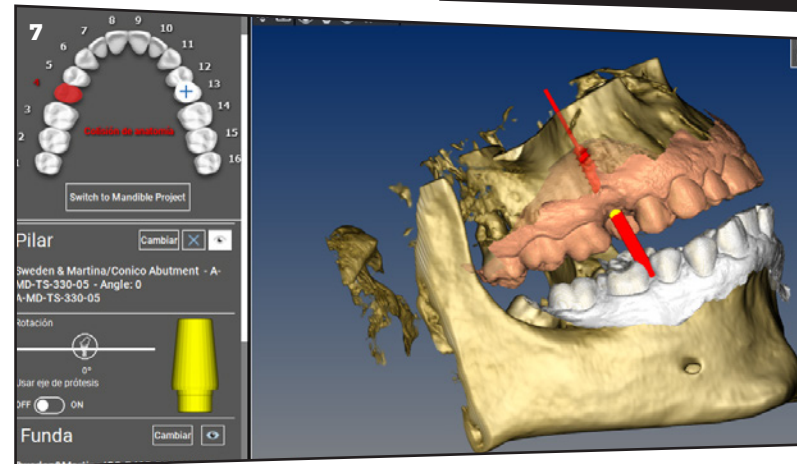 7
8 9
7 10
6 11
5 12
4 13
3 14
2 15
1 16
Colisión de anatomía
Switch to Mandible Project
Pilar
Cambiar
Sweden & Martina/Conico Abutment - A-
MD-TS-330-05 - Angle: 0
A-MD-TS-330-05
Rotación
0°
Usar eje de prótesis
OFF ON
Funda
Cambiar